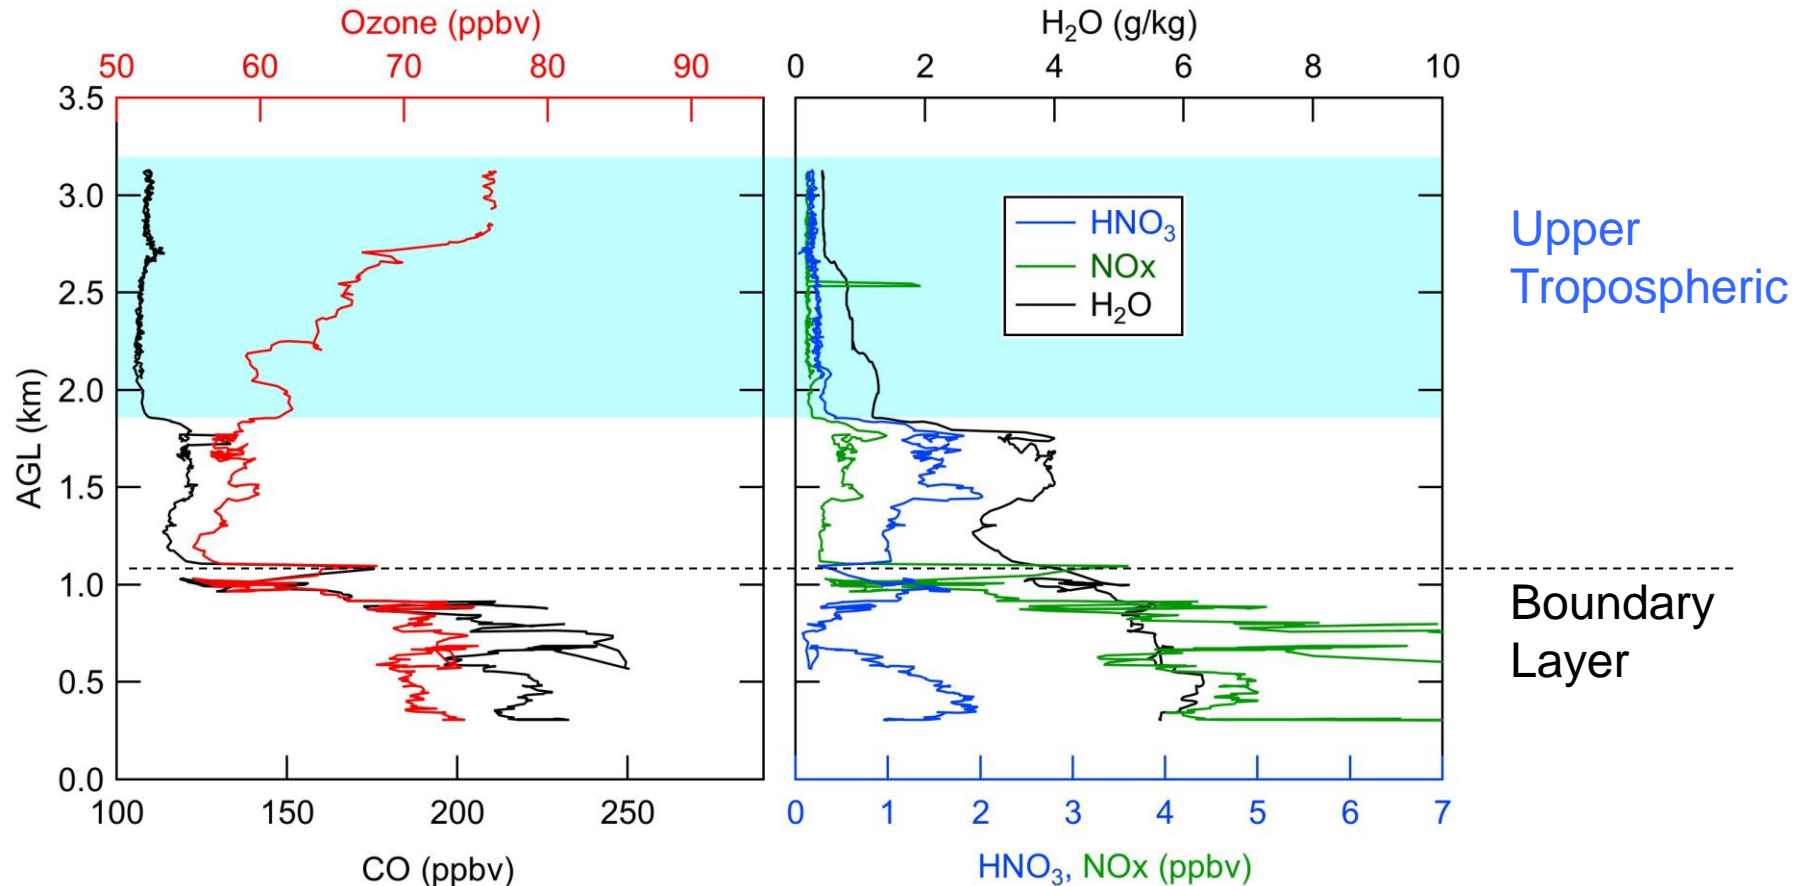 Ozone (ppbv)
50 60 70 80 90
H₂O (g/kg)
0 2 4 6 8 10
AGL (km)
3.5
3.0
2.5
2.0
1.5
1.0
0.5
0.0
100 150 200 250
CO (ppbv)
HNO₃
NOx
H₂O
0 1 2 3 4 5 6 7
HNO₃, NOx (ppbv)
Upper
Tropospheric
Boundary
Layer